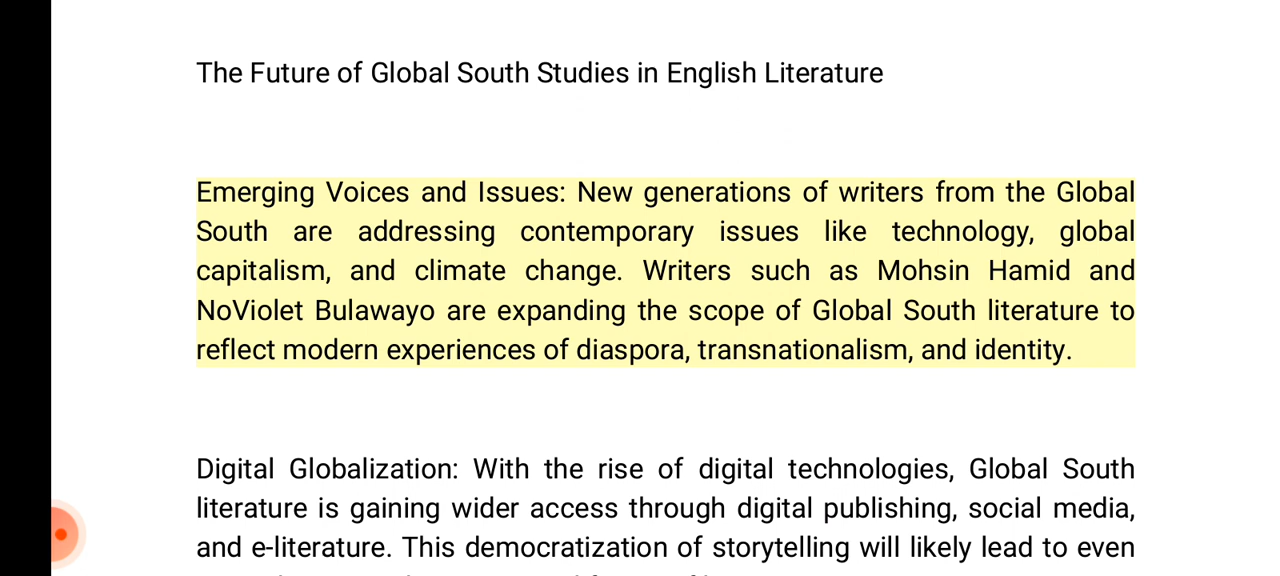 The Future of Global South Studies in English Literature
Emerging Voices and Issues: New generations of writers from the Global
South are addressing contemporary issues like technology, global
capitalism, and climate change. Writers such as Mohsin Hamid and
NoViolet Bulawayo are expanding the scope of Global South literature to
reflect modern experiences of diaspora, transnationalism, and identity.
Digital Globalization: With the rise of digital technologies, Global South
literature is gaining wider access through digital publishing, social media,
and e-literature. This democratization of storytelling will likely lead to even